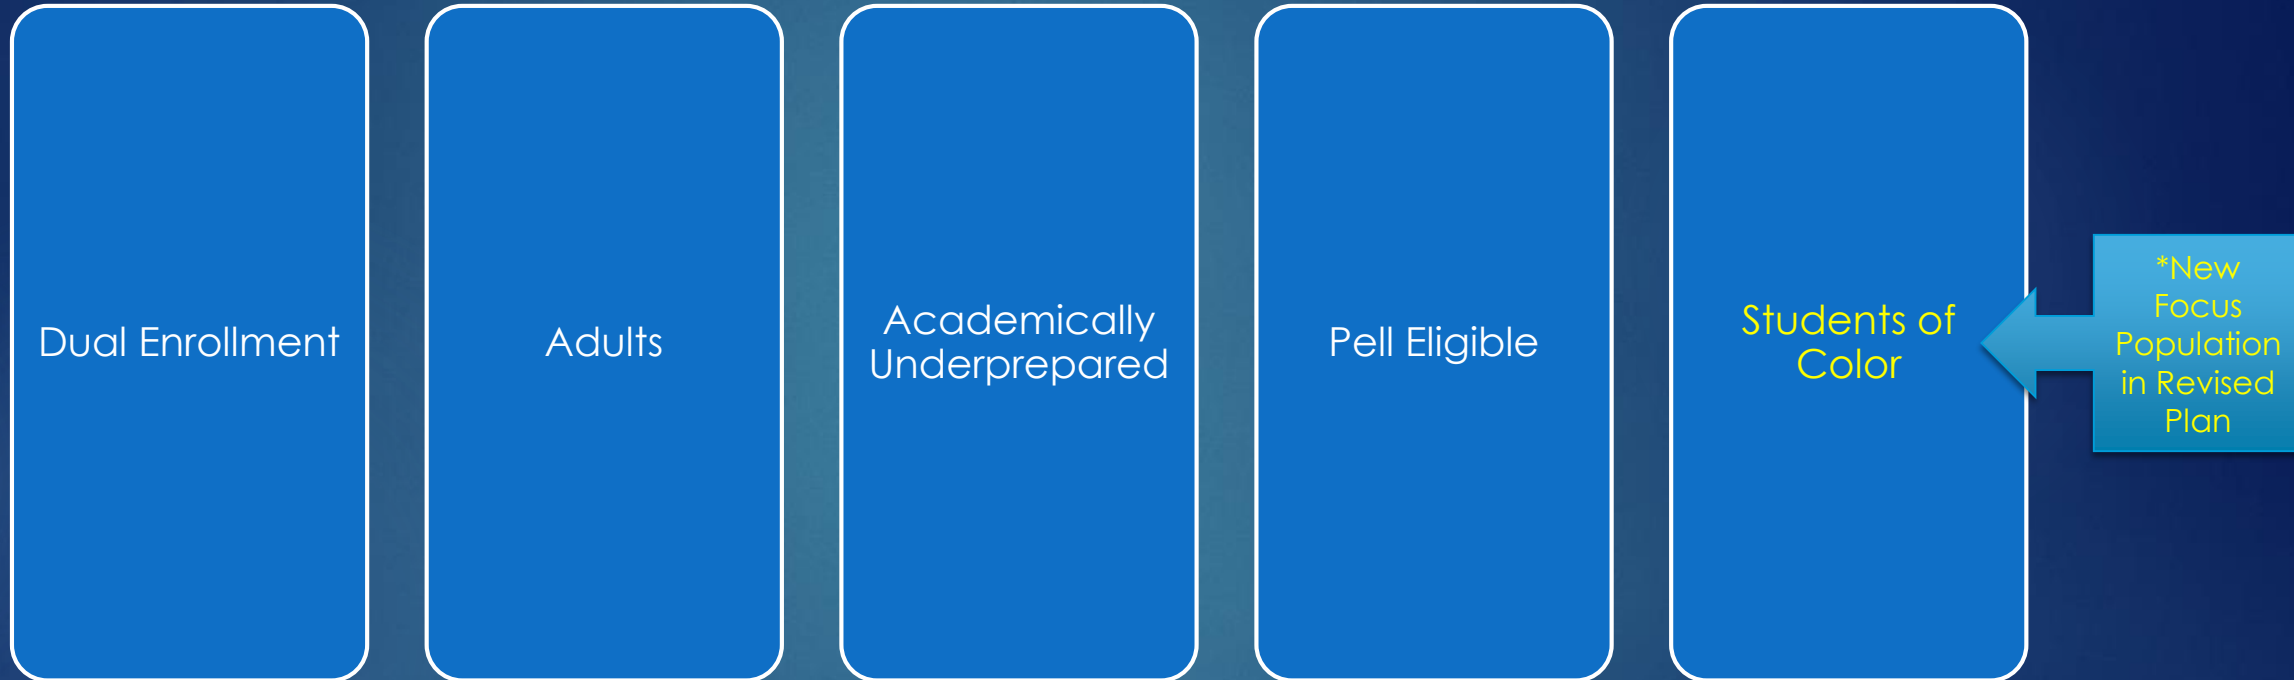 Dual Enrollment
Adults
Academically
Underprepared
Pell Eligible
Students of
Color
*New
Focus
Population
in Revised
Plan